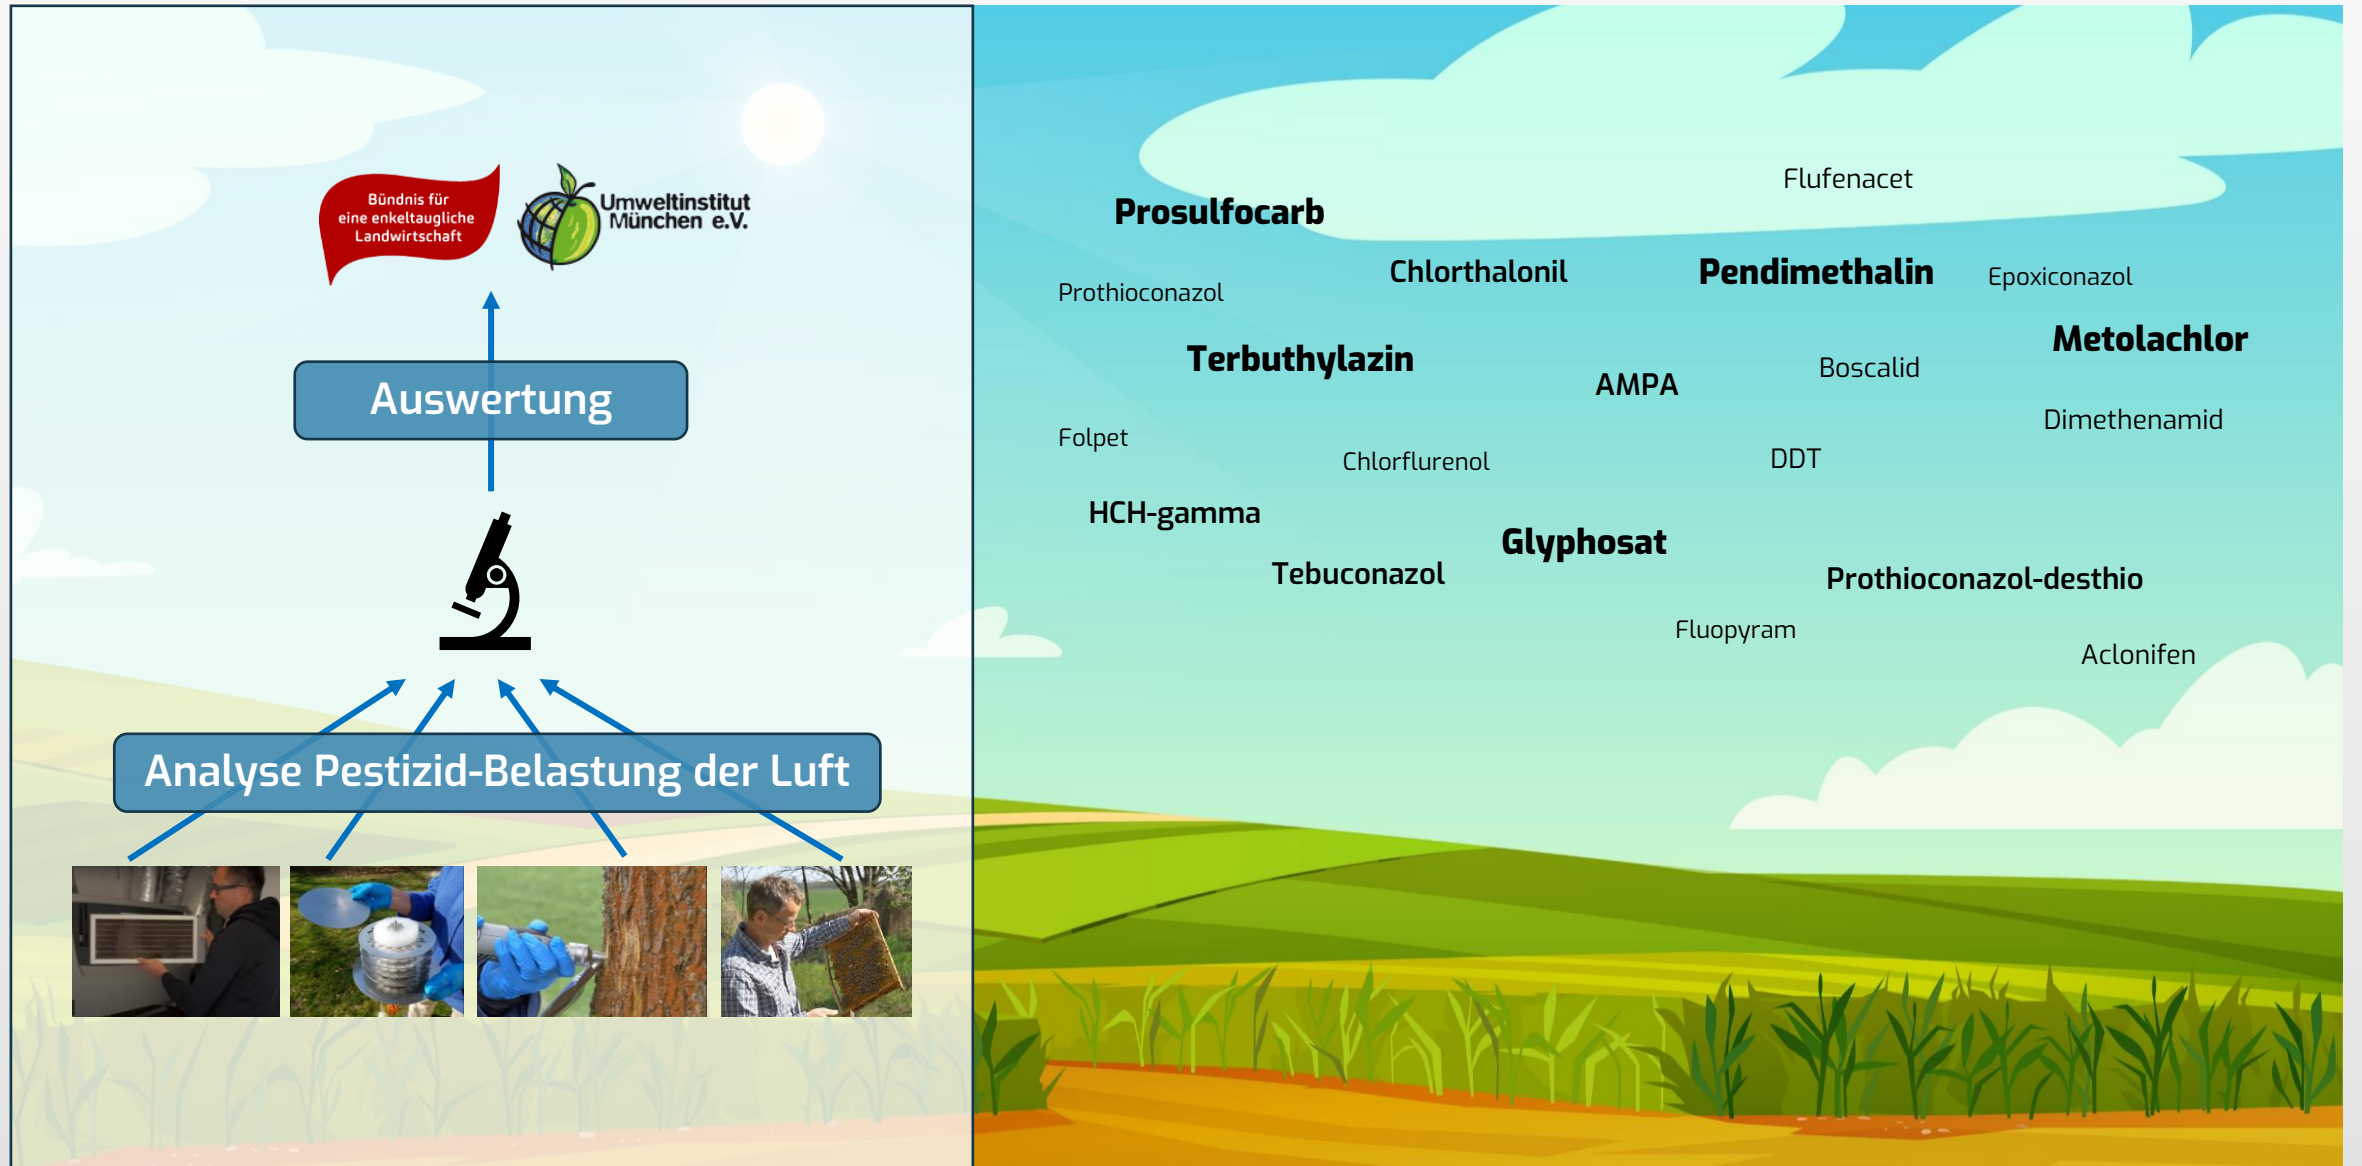 Bündnis für
eine enkeltaugliche
Landwirtschaft
Umweltinstitut
München e.V.
Auswertung
Analyse Pestizid-Belastung der Luft
Flufenacet
Prosulfocarb
Chlorthalonil
Pendimethalin
Epoxiconazol
Prothioconazol
Metolachlor
Terbuthylazin
Boscalid
AMPA
Dimethenamid
Folpet
Chlorflurenol
DDT
HCH-gamma
Glyphosat
Tebuconazol
Prothioconazol-desthio
Fluopyram
Aclonifen